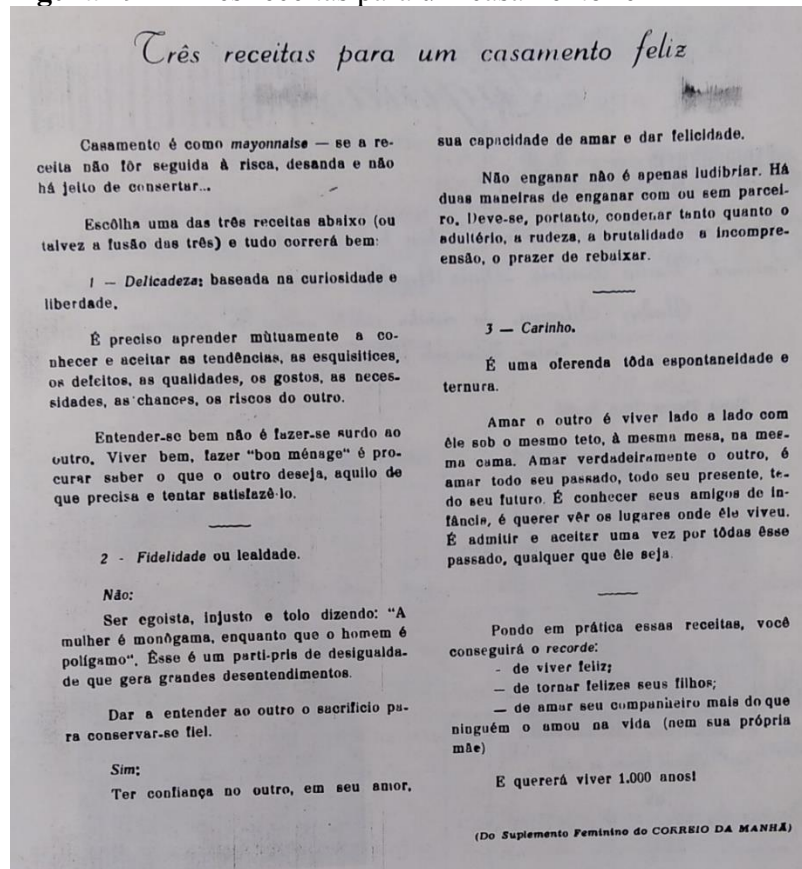 Três receitas para um casamento feliz
Casamento é como mayonnaise — se a re-
ceita não fôr seguida à risca, desanda e não
há jeito de consertar...
Escôlha uma das três receitas abaixo (ou
talvez a fusão das três) e tudo correrá bem:
1 — Delicadeza: baseada na curiosidade e
liberdade.
É preciso aprender mùtuamente a co-
nhecer e aceitar as tendências, as esquisitices,
os defeitos, as qualidades, os gostos, as neces-
sidades, as chances, os riscos do outro.
Entender-se bem não é fazer-se surdo ao
outro. Viver bem, fazer "bon ménage" é pro-
curar saber o que o outro deseja, aquilo de
que precisa e tentar satisfazê-lo.
2 - Fidelidade ou lealdade.
Não:
Ser egoista, injusto e tolo dizendo: "A
mulher é monôgama, enquanto que o homem é
polígamo". Êsse é um parti-pris de desigualda-
de que gera grandes desentendimentos.
Dar a entender ao outro o sacrifício pa-
ra conservar-se fiel.
Sim:
Ter confiança no outro, em seu amor,
sua capacidade de amar e dar felicidade.
Não enganar não é apenas ludibriar. Há
duas maneiras de enganar com ou sem parcei-
ro. Deve-se, portanto, condenar tanto quanto o
adultério, a rudeza, a brutalidade a incompre-
ensão, o prazer de rebaixar.
3 — Carinho.
É uma oferenda tôda espontaneidade e
ternura.
Amar o outro é viver lado a lado com
êle sob o mesmo teto, à mesma mesa, na mes-
ma cama. Amar verdadeiramente o outro, é
amar todo seu passado, todo seu presente, to-
do seu futuro. É conhecer seus amigos de in-
fância, é querer vêr os lugares onde êle viveu.
É admitir e aceitar uma vez por tôdas êsse
passado, qualquer que êle seja.
Pondo em prática essas receitas, você
conseguirá o recorde:
- de viver feliz;
— de tornar felizes seus filhos;
— de amar seu companheiro mais do que
ninguém o amou na vida (nem sua própria
mãe)
E quererá viver 1.000 anos!
(Do Suplemento Feminino do CORREIO DA MANHÃ)